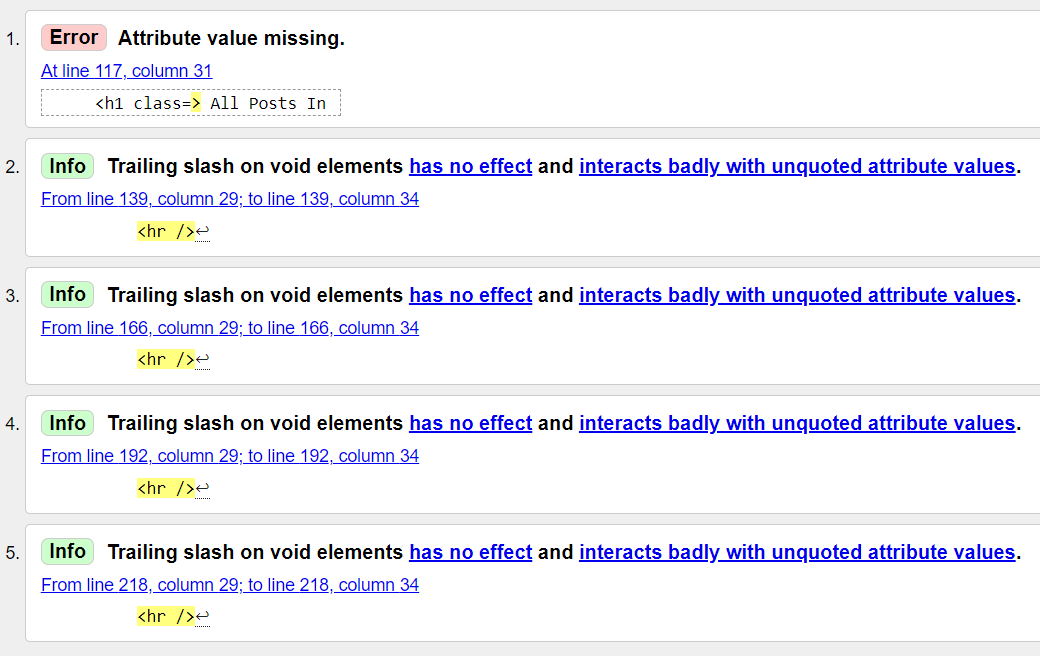 1. Error Attribute value missing.
At line 117, column 31
<h1 class=> All Posts In
2. Info Trailing slash on void elements has no effect and interacts badly with unquoted attribute values.
From line 139, column 29; to line 139, column 34
<hr />↩
3. Info Trailing slash on void elements has no effect and interacts badly with unquoted attribute values.
From line 166, column 29; to line 166, column 34
<hr />↩
4. Info Trailing slash on void elements has no effect and interacts badly with unquoted attribute values.
From line 192, column 29; to line 192, column 34
<hr />↩
5. Info Trailing slash on void elements has no effect and interacts badly with unquoted attribute values.
From line 218, column 29; to line 218, column 34
<hr />↩